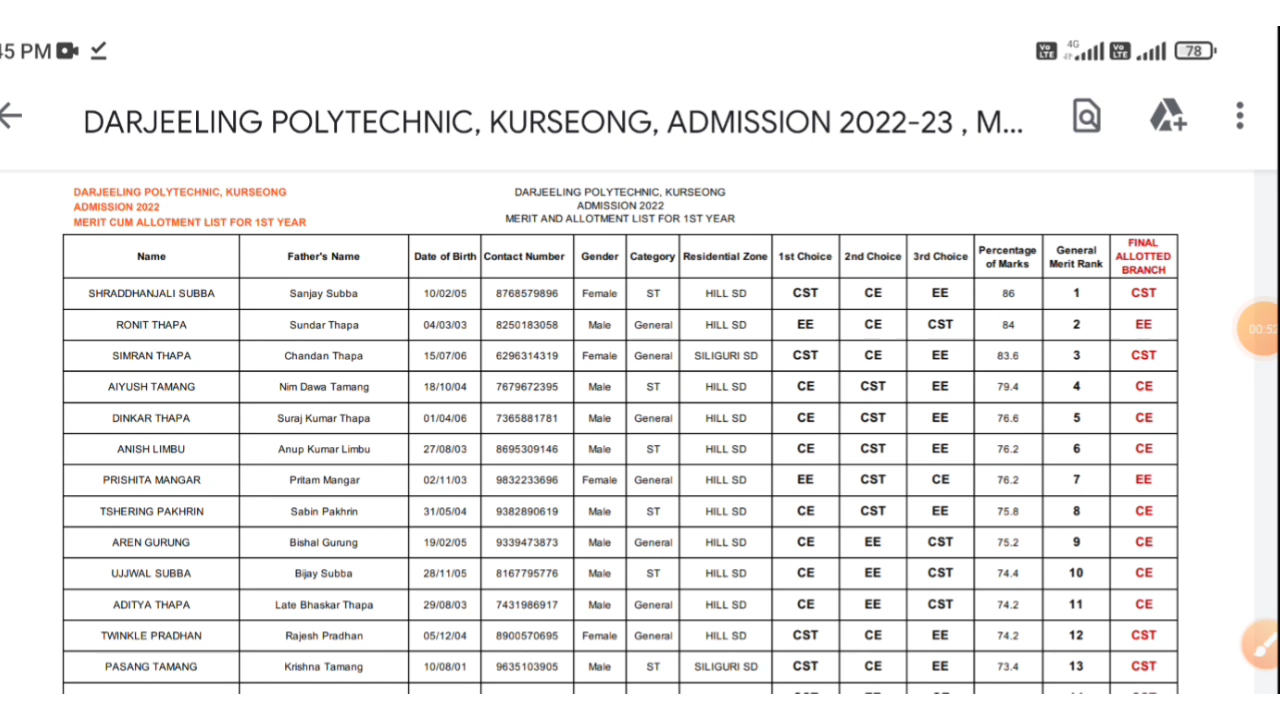 45 PM 4G 78
DARJEELING POLYTECHNIC, KURSEONG, ADMISSION 2022-23 , M...
DARJEELING POLYTECHNIC, KURSEONG
ADMISSION 2022
MERIT CUM ALLOTMENT LIST FOR 1ST YEAR
DARJEELING POLYTECHNIC, KURSEONG
ADMISSION 2022
MERIT AND ALLOTMENT LIST FOR 1ST YEAR
Name Father's Name Date of Birth Contact Number Gender Category Residential Zone 1st Choice 2nd Choice 3rd Choice Percentage of Marks General Merit Rank FINAL ALLOTTED BRANCH
SHRADDHANJALI SUBBA Sanjay Subba 10/02/05 8768579896 Female ST HILL SD CST CE EE 86 1 CST
RONIT THAPA Sundar Thapa 04/03/03 8250183058 Male General HILL SD EE CE CST 84 2 EE
SIMRAN THAPA Chandan Thapa 15/07/06 6296314319 Female General SILIGURI SD CST CE EE 83.6 3 CST
AIYUSH TAMANG Nim Dawa Tamang 18/10/04 7679672395 Male ST HILL SD CE CST EE 79.4 4 CE
DINKAR THAPA Suraj Kumar Thapa 01/04/06 7365881781 Male General HILL SD CE CST EE 76.6 5 CE
ANISH LIMBU Anup Kumar Limbu 27/08/03 8695309146 Male ST HILL SD CE CST EE 76.2 6 CE
PRISHITA MANGAR Pritam Mangar 02/11/03 9832233696 Female General HILL SD EE CST CE 76.2 7 EE
TSHERING PAKHRIN Sabin Pakhrin 31/05/04 9382890619 Male ST HILL SD CE CST EE 75.8 8 CE
AREN GURUNG Bishal Gurung 19/02/05 9339473873 Male General HILL SD CE EE CST 75.2 9 CE
UJJWAL SUBBA Bijay Subba 28/11/05 8167795776 Male ST HILL SD CE EE CST 74.4 10 CE
ADITYA THAPA Late Bhaskar Thapa 29/08/03 7431986917 Male General HILL SD CE EE CST 74.2 11 CE
TWINKLE PRADHAN Rajesh Pradhan 05/12/04 8900570695 Female General HILL SD CST CE EE 74.2 12 CST
PASANG TAMANG Krishna Tamang 10/08/01 9635103905 Male ST SILIGURI SD CST CE EE 73.4 13 CST